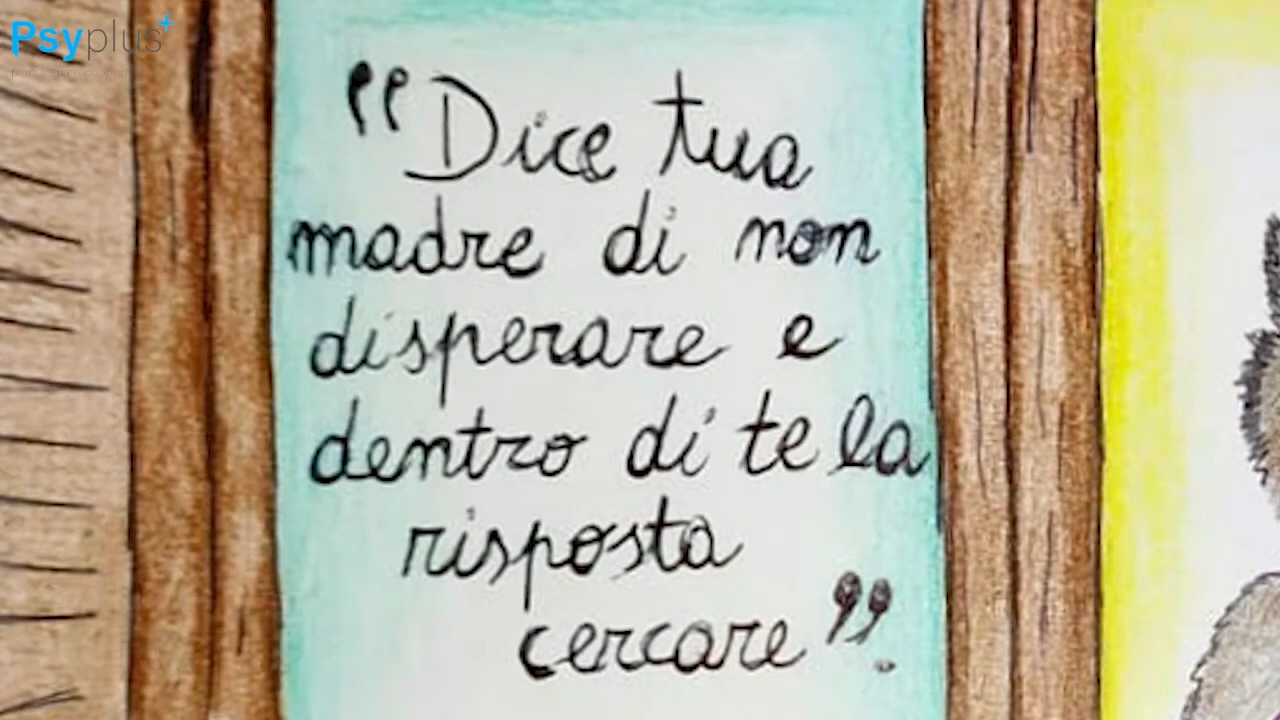 Psyplus+
“Dice tua
madre di non
disperare e
dentro di te la
risposta
cercare”.